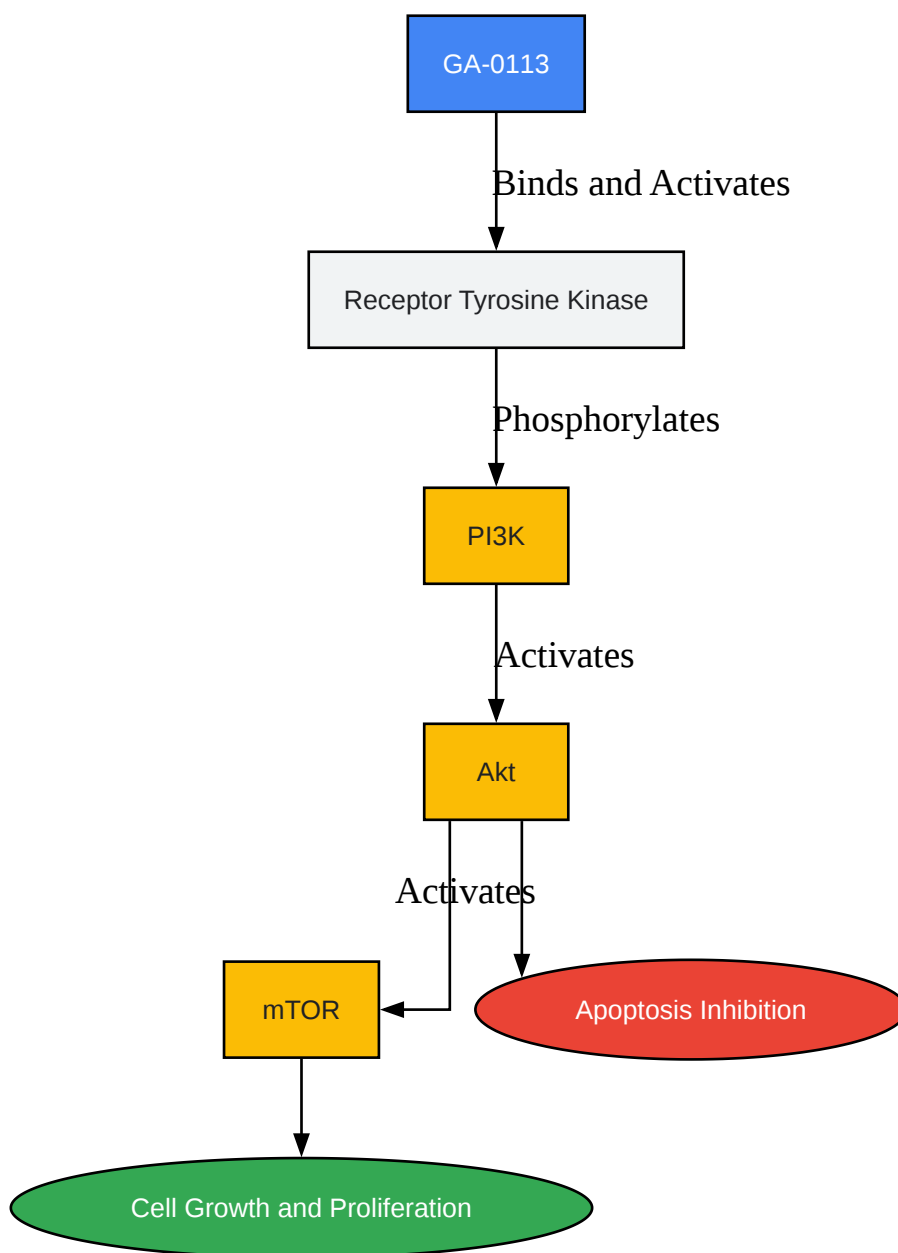 GA-0113
Binds and Activates
Receptor Tyrosine Kinase
Phosphorylates
PI3K
Activates
Akt
Activates
mTOR
Apoptosis Inhibition
Cell Growth and Proliferation